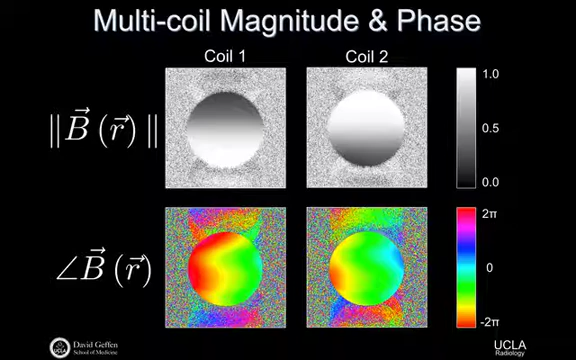 Multi-coil Magnitude & Phase
Coil 1
Coil 2
‖B⃗(r⃗)‖
1.0
0.5
0.0
∠B⃗(r⃗)
2π
0
-2π
UCLA
David Geffen
School of Medicine
UCLA
Radiology